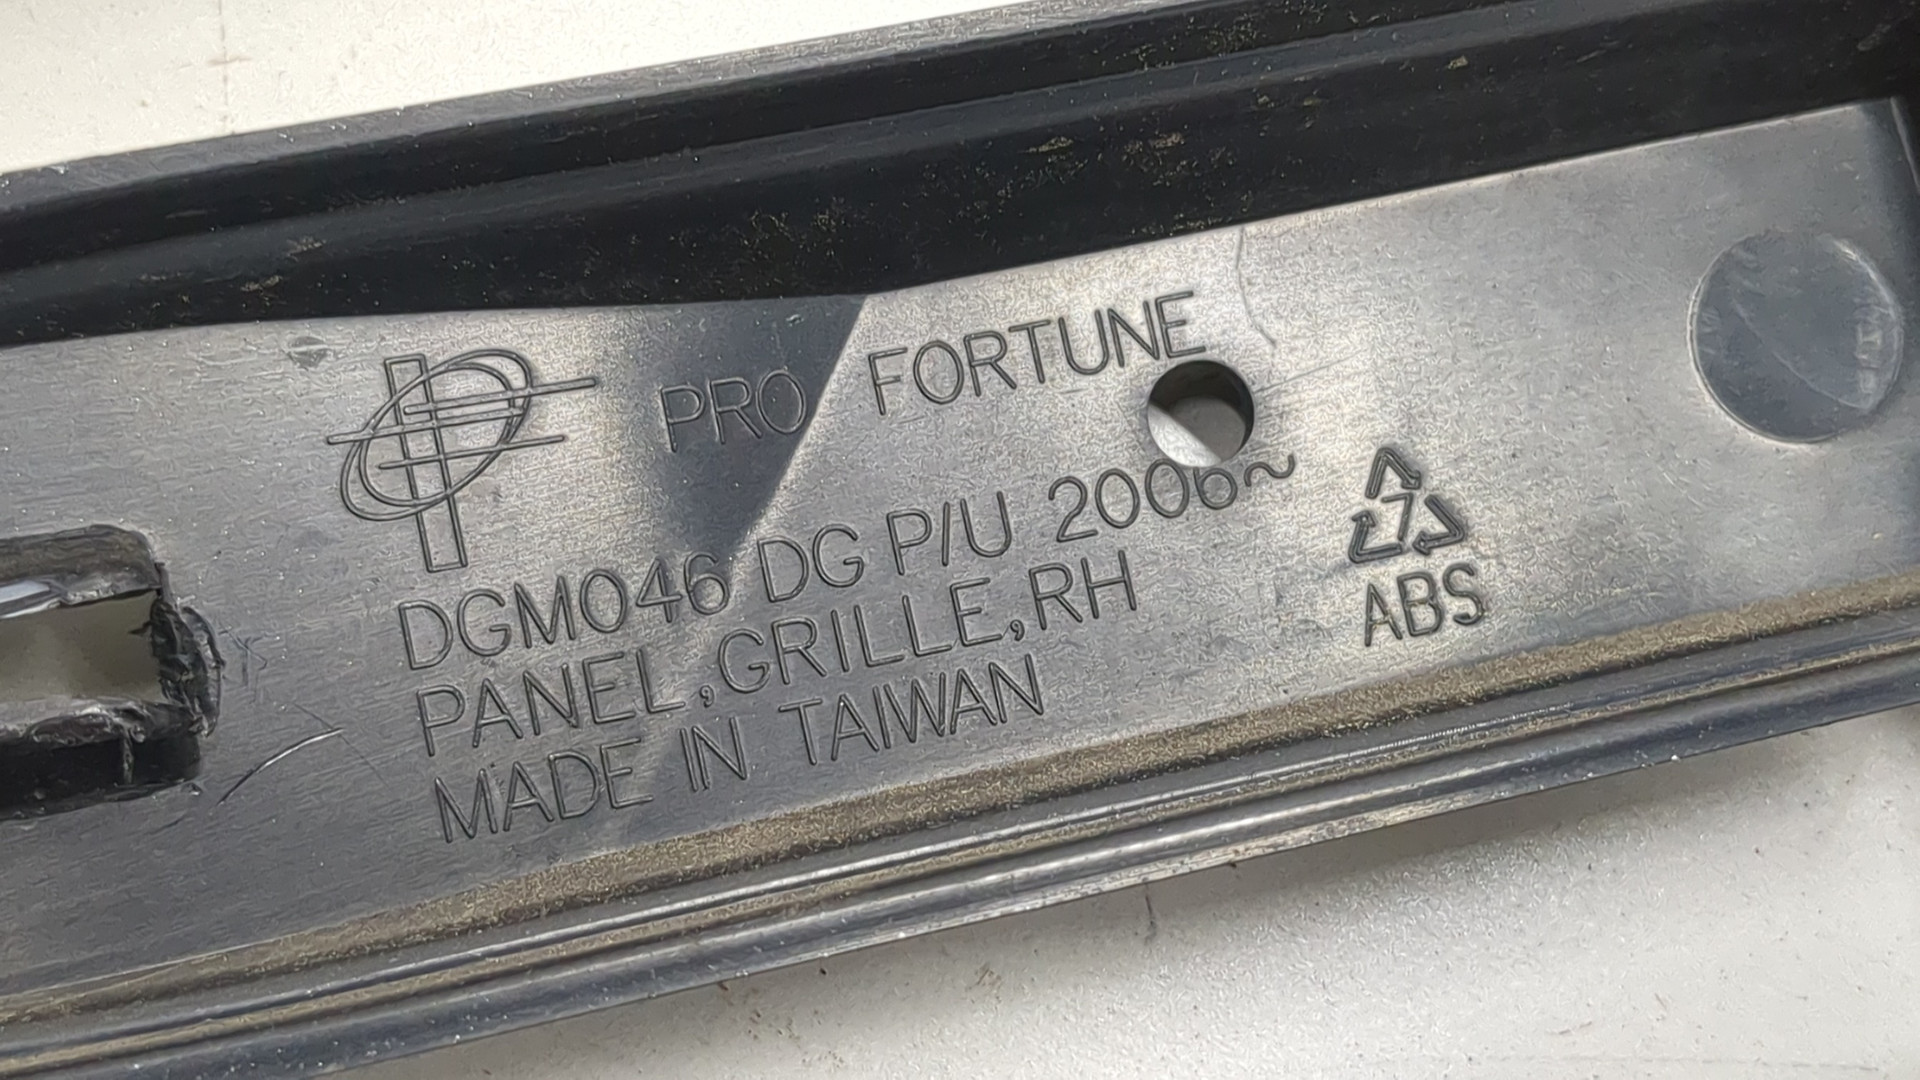 PRO FORTUNE
DGM046 DG P/U 2006~
PANEL,GRILLE,RH
MADE IN TAIWAN
7
ABS